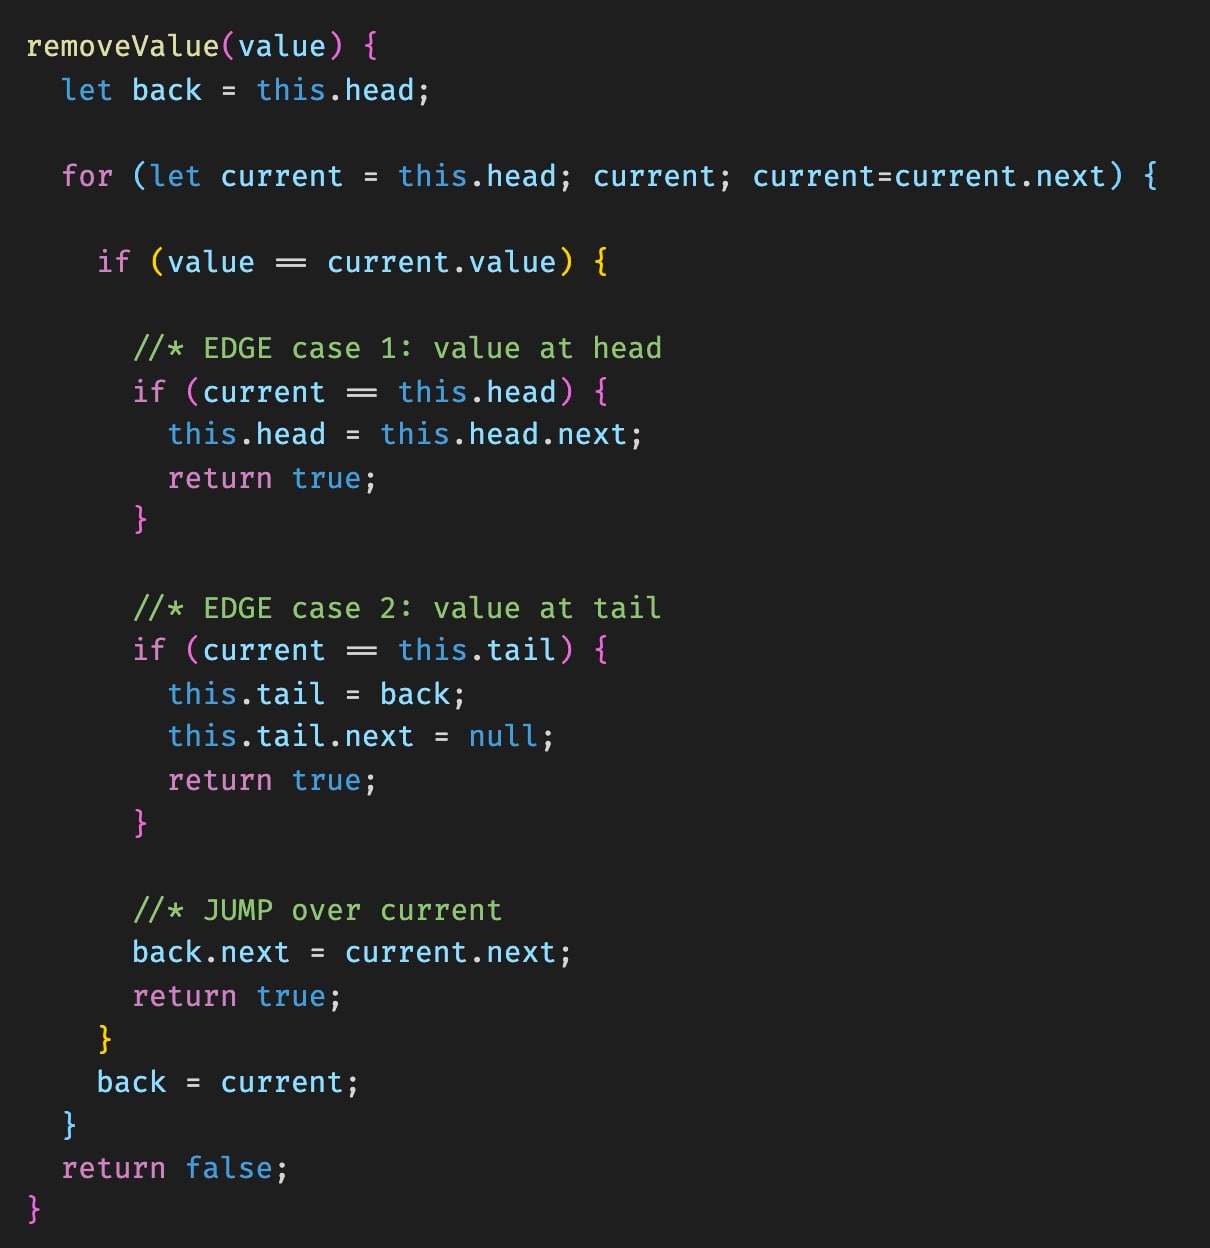 removeValue(value) {
let back = this.head;
for (let current = this.head; current; current=current.next) {
if (value == current.value) {
//* EDGE case 1: value at head
if (current == this.head) {
this.head = this.head.next;
return true;
}
//* EDGE case 2: value at tail
if (current == this.tail) {
this.tail = back;
this.tail.next = null;
return true;
}
//* JUMP over current
back.next = current.next;
return true;
}
back = current;
}
return false;
}